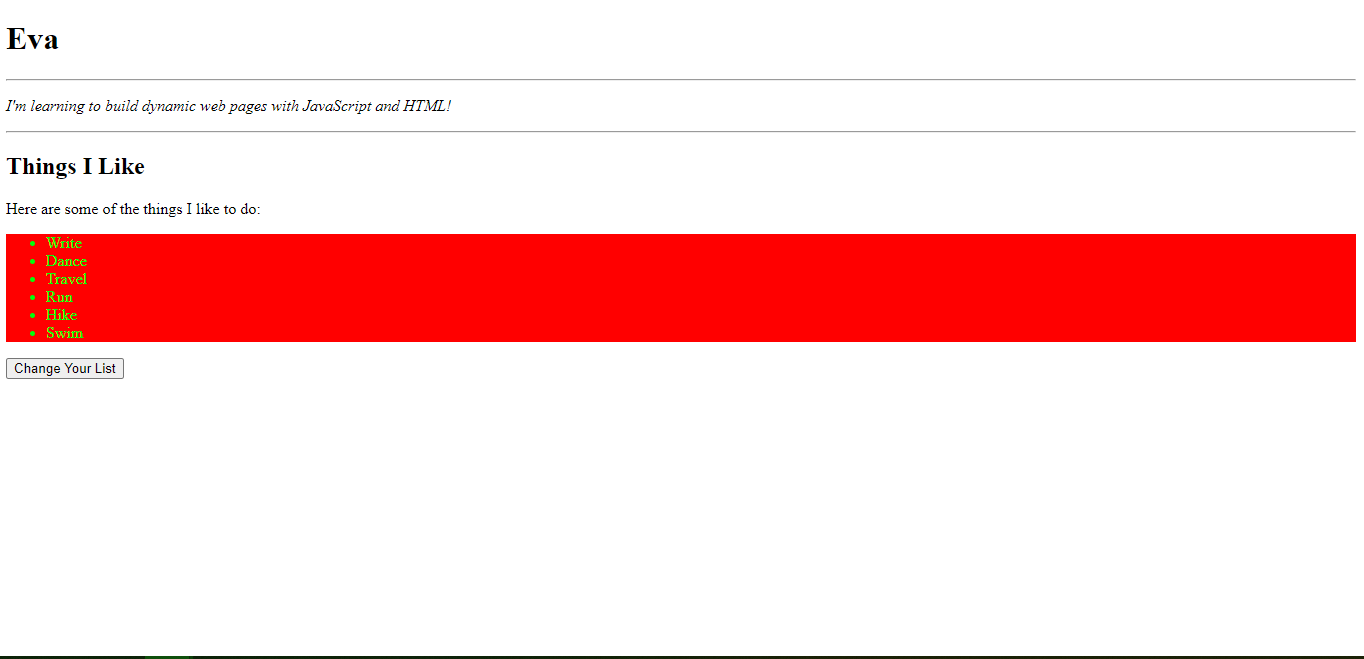 Eva
I'm learning to build dynamic web pages with JavaScript and HTML!
Things I Like
Here are some of the things I like to do:
Write
Dance
Travel
Run
Hike
Swim
Change Your List